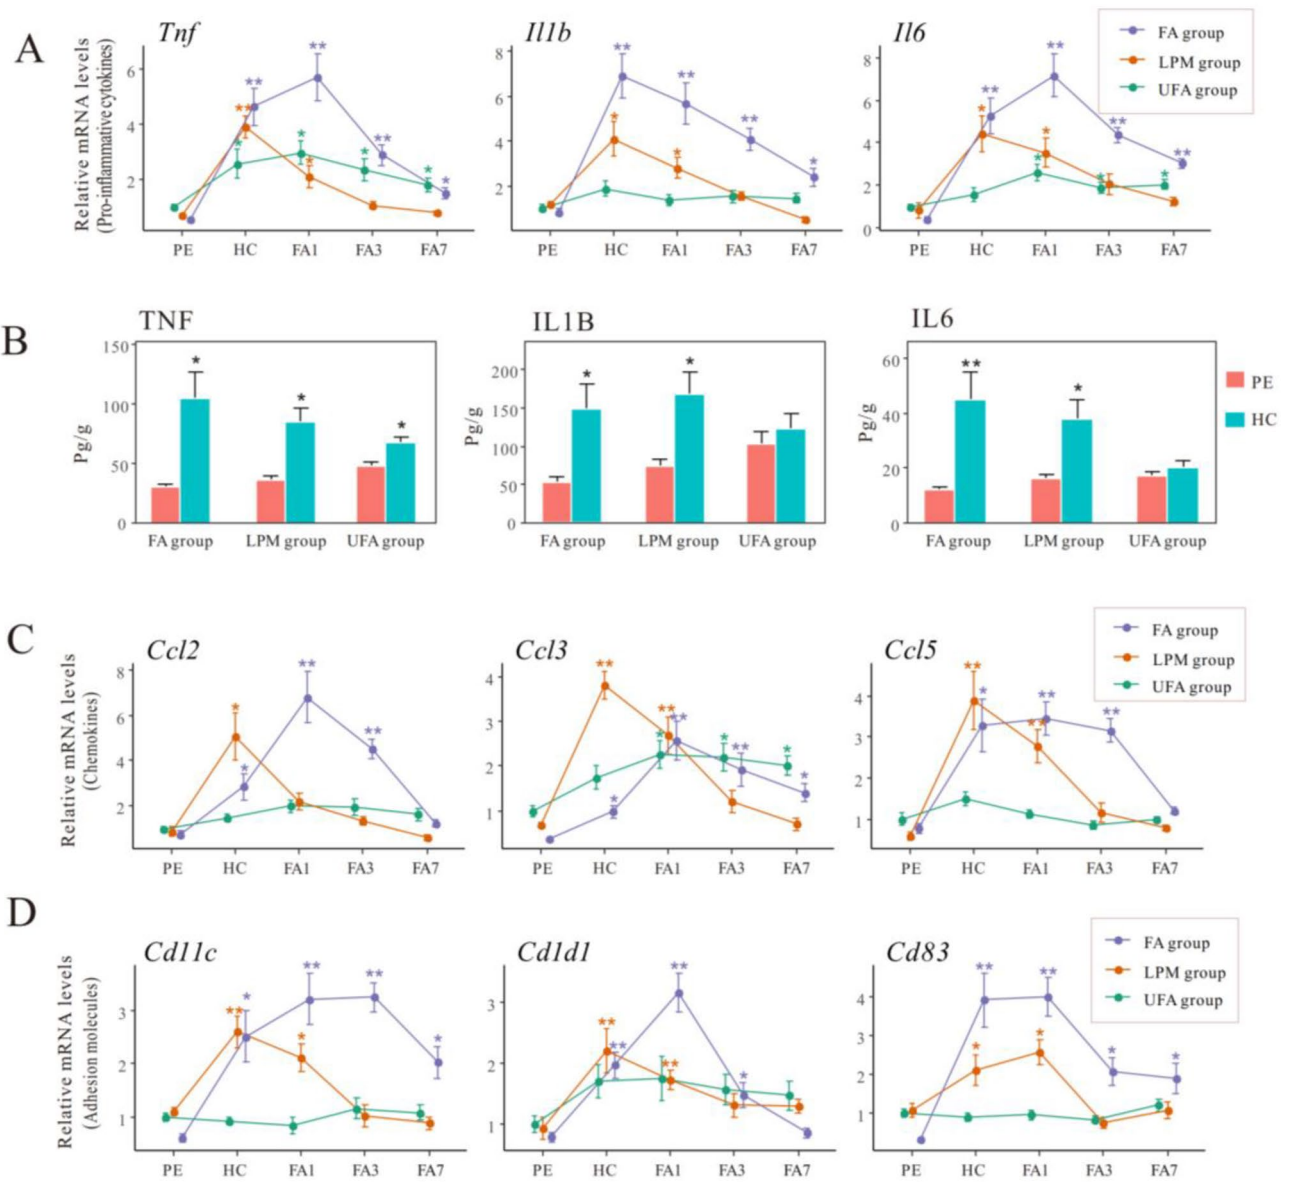 A
Tnf
Il1b
Il6
FA group
LPM group
UFA group
Relative mRNA levels
(Pro-inflammative cytokines)
6
4
2
8
6
4
2
8
6
4
2
0
** ** ** ** * * * * * * *
** ** ** * * *
** ** ** ** * * * * *
PE HC FA1 FA3 FA7
PE HC FA1 FA3 FA7
PE HC FA1 FA3 FA7
B
TNF
IL1B
IL6
Pg/g
150
100
50
0
* * *
FA group LPM group UFA group
Pg/g
200
150
100
50
0
* *
FA group LPM group UFA group
Pg/g
60
40
20
0
** *
FA group LPM group UFA group
PE
HC
C
Ccl2
Ccl3
Ccl5
FA group
LPM group
UFA group
Relative mRNA levels
(Chemokines)
8
6
4
2
4
3
2
1
4
3
2
1
* * ** **
** ** ** * * * * ** *
** * ** ** **
PE HC FA1 FA3 FA7
PE HC FA1 FA3 FA7
PE HC FA1 FA3 FA7
D
Cd11c
Cd1d1
Cd83
FA group
LPM group
UFA group
Relative mRNA levels
(Adhesion molecules)
3
2
1
3
2
1
4
3
2
1
** * ** * ** *
** ** ** ** *
** * ** * * *
PE HC FA1 FA3 FA7
PE HC FA1 FA3 FA7
PE HC FA1 FA3 FA7